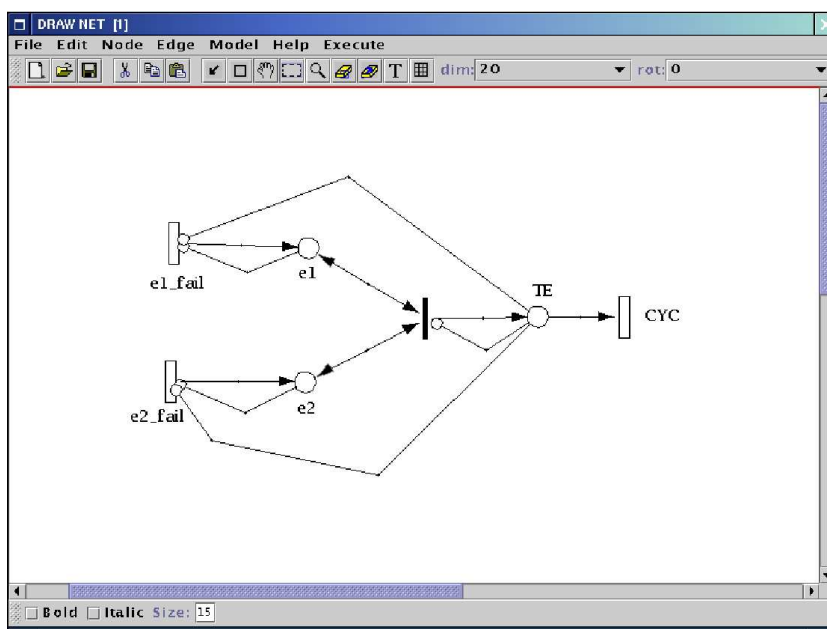 DRAW NET [1]
File Edit Node Edge Model Help Execute
T dim: 20 rot: 0
e1_fail
e1
TE
CYC
e2_fail
e2
Bold Italic Size: 15